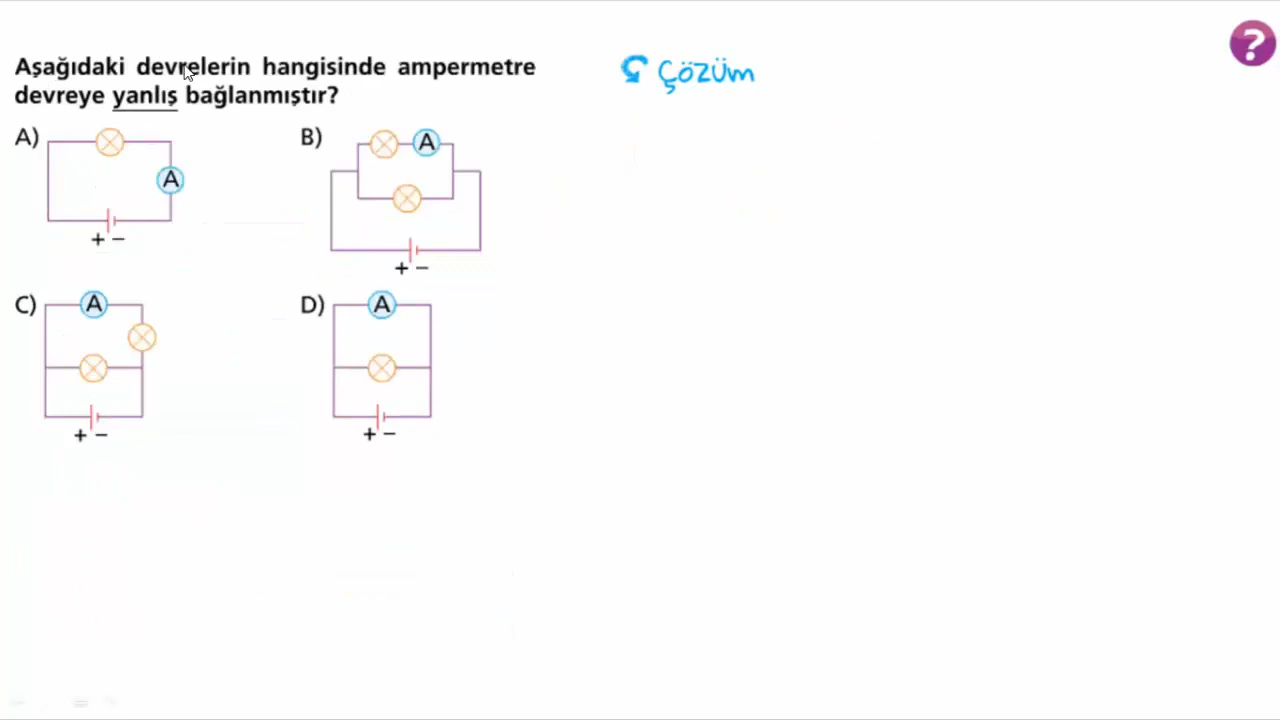 Aşağıdaki devrelerin hangisinde ampermetre
devreye yanlış bağlanmıştır?
Çözüm
?
A)
A
+ −
B)
A
+ −
C)
A
+ −
D)
A
+ −